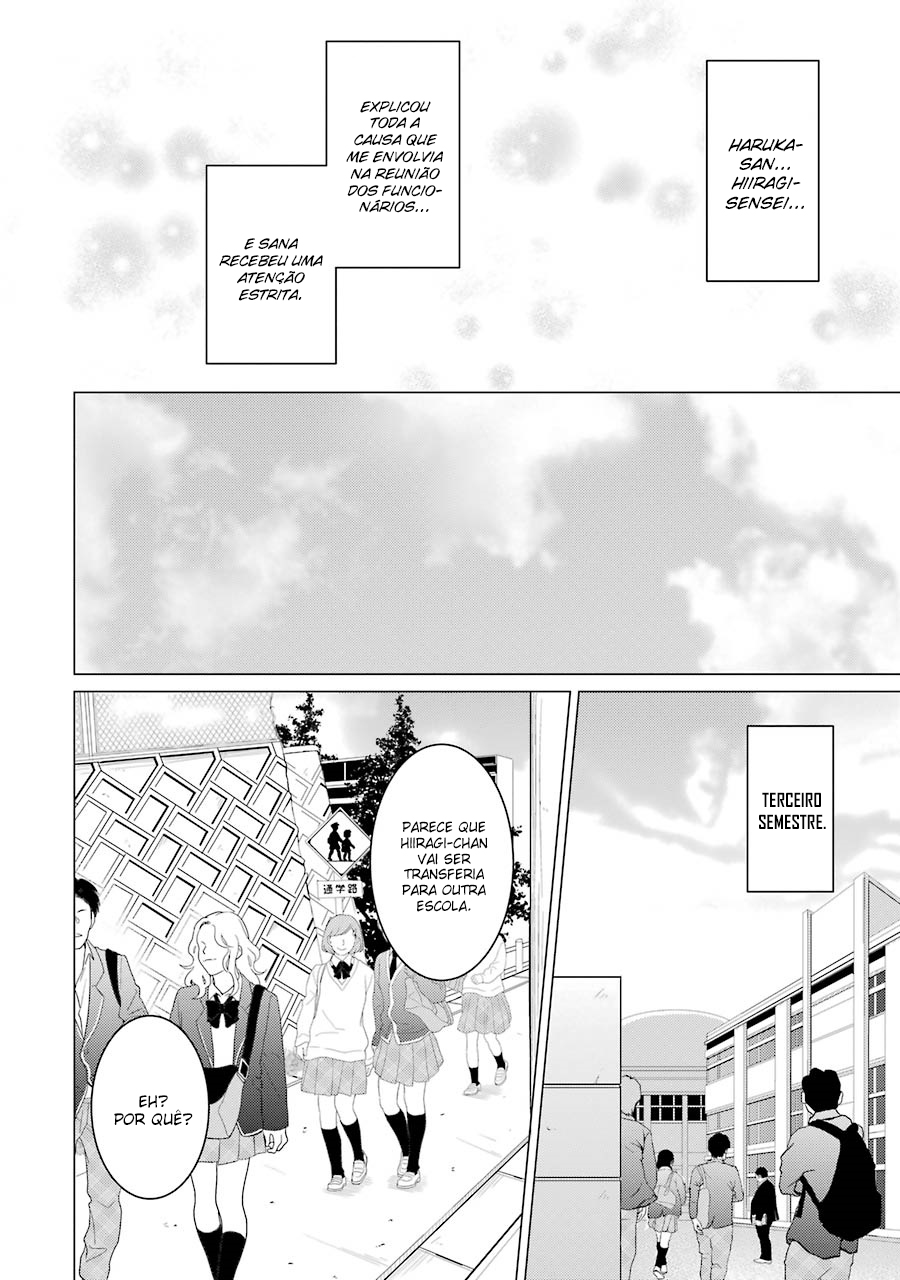 HARUKA-
SAN...
HIIRAGI-
SENSEI...
EXPLICOU
TODA A
CAUSA QUE
ME ENVOLVIA
NA REUNIÃO
DOS FUNCIO-
NÁRIOS...
E SANA
RECEBEU UMA
ATENÇÃO
ESTRITA.
TERCEIRO
SEMESTRE.
PARECE QUE
HIIRAGI-CHAN
VAI SER
TRANSFERIA
PARA OUTRA
ESCOLA.
通学路
EH?
POR QUÊ?